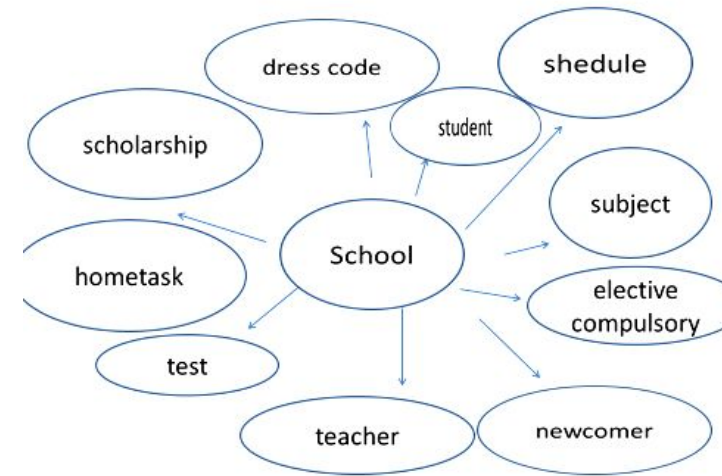 dress code
shedule
student
scholarship
subject
School
hometask
elective
compulsory
test
teacher
newcomer